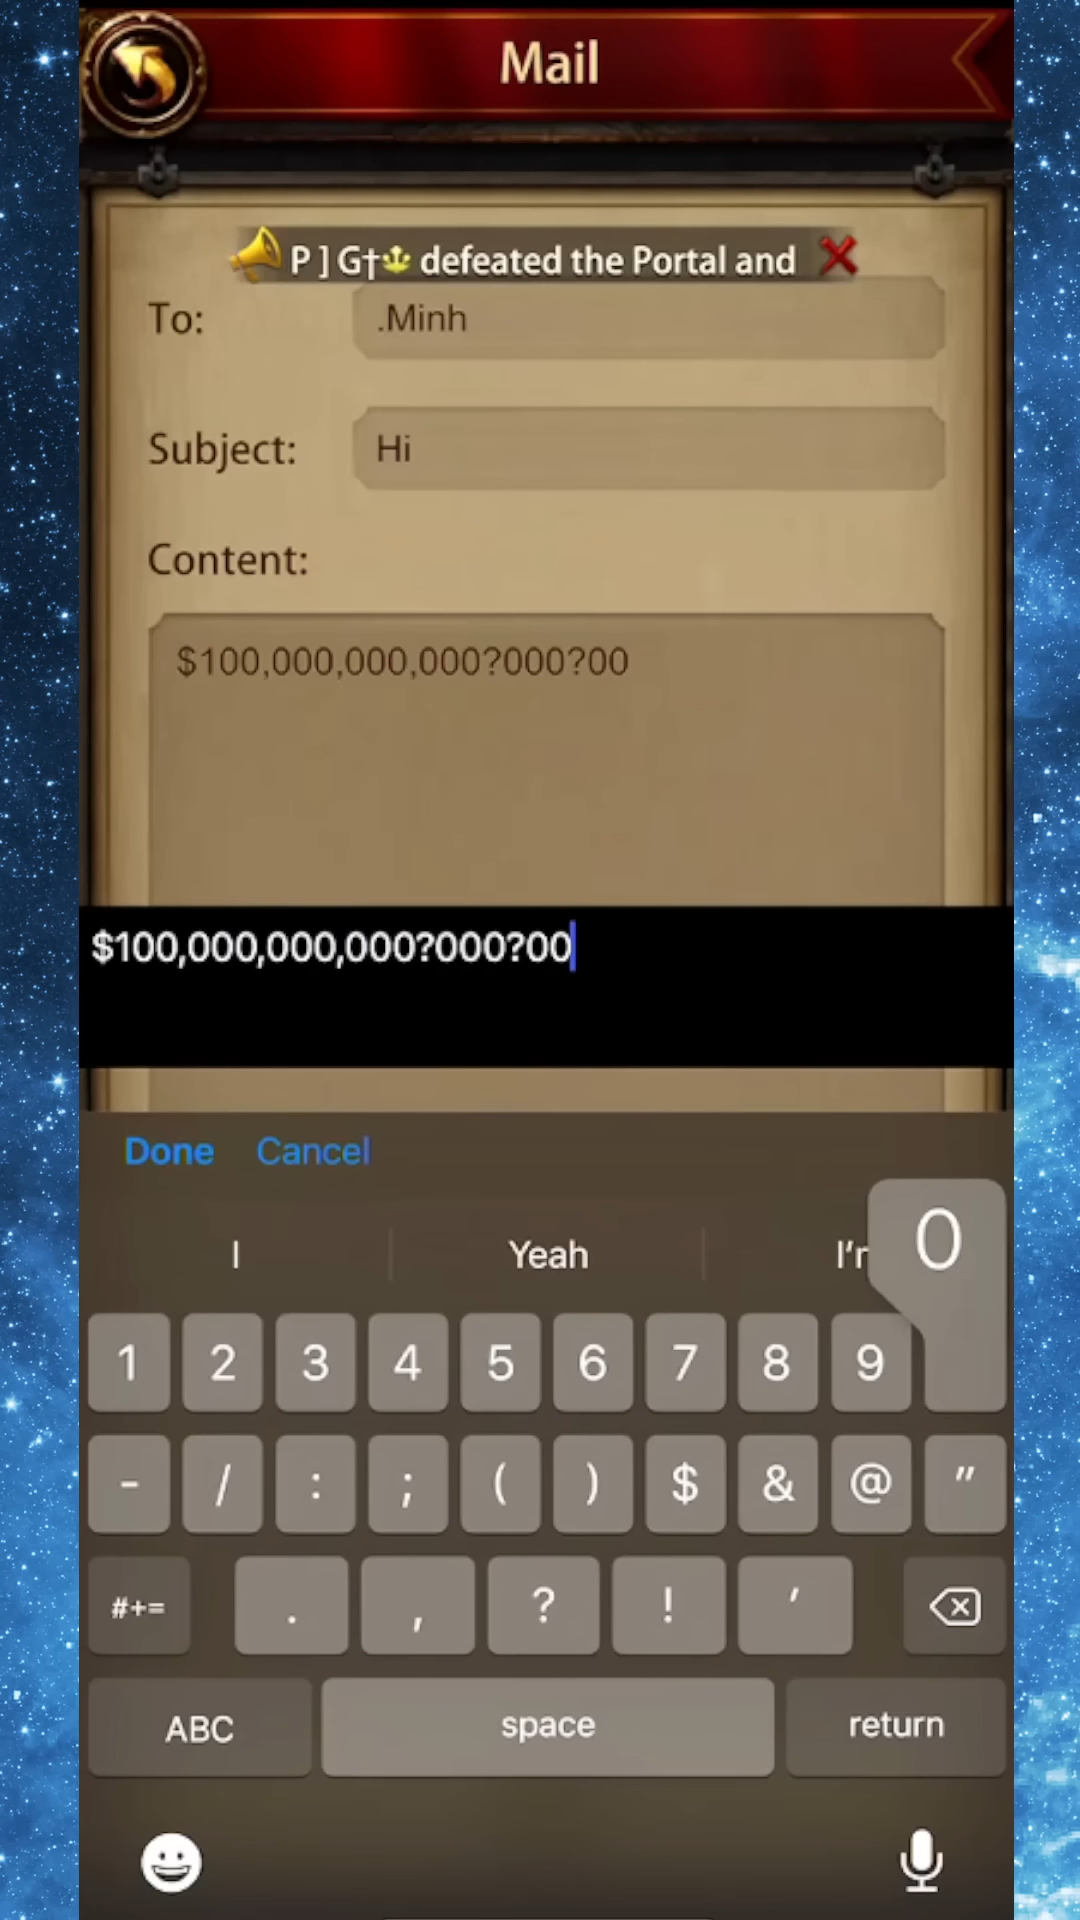 Mail
P ] G† defeated the Portal and
To:
.Minh
Subject:
Hi
Content:
$100,000,000,000?000?00
$100,000,000,000?000?00
Done Cancel
I Yeah I'm
0
1 2 3 4 5 6 7 8 9
- / : ; ( ) $ & @ "
#+= . , ? ! '
ABC space return